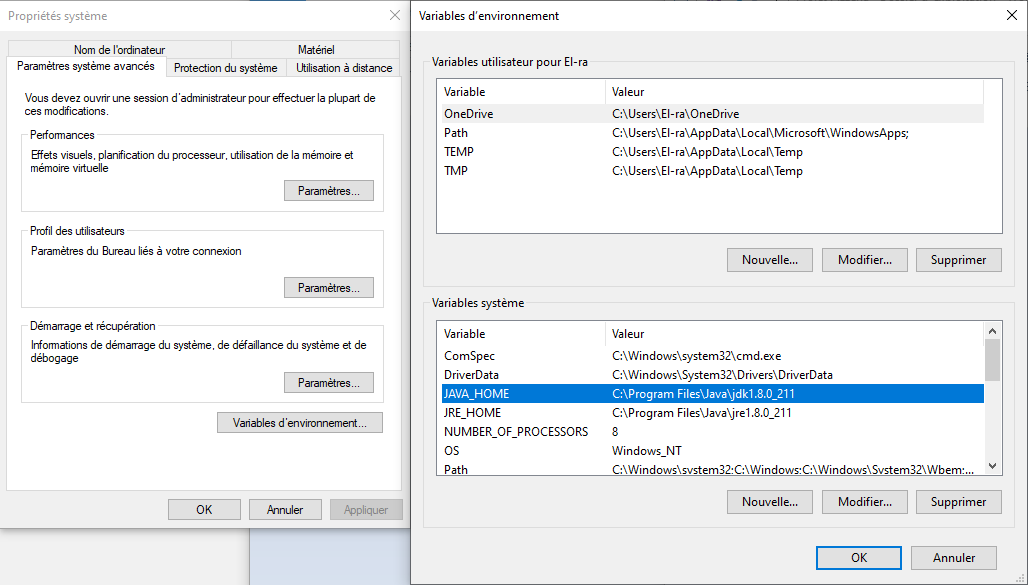 Propriétés système
Nom de l'ordinateur
Matériel
Paramètres système avancés
Protection du système
Utilisation à distance
Vous devez ouvrir une session d'administrateur pour effectuer la plupart de
ces modifications.
Performances
Effets visuels, planification du processeur, utilisation de la mémoire et
mémoire virtuelle
Paramètres...
Profil des utilisateurs
Paramètres du Bureau liés à votre connexion
Paramètres...
Démarrage et récupération
Informations de démarrage du système, de défaillance du système et de
débogage
Paramètres...
Variables d'environnement...
OK
Annuler
Appliquer
Variables d'environnement
Variables utilisateur pour El-ra
Variable Valeur
OneDrive C:\Users\El-ra\OneDrive
Path C:\Users\El-ra\AppData\Local\Microsoft\WindowsApps;
TEMP C:\Users\El-ra\AppData\Local\Temp
TMP C:\Users\El-ra\AppData\Local\Temp
Nouvelle...
Modifier...
Supprimer
Variables système
Variable Valeur
ComSpec C:\Windows\system32\cmd.exe
DriverData C:\Windows\System32\Drivers\DriverData
JAVA_HOME C:\Program Files\Java\jdk1.8.0_211
JRE_HOME C:\Program Files\Java\jre1.8.0_211
NUMBER_OF_PROCESSORS 8
OS Windows_NT
Path C:\Windows\system32;C:\Windows;C:\Windows\System32\Wbem;...
Nouvelle...
Modifier...
Supprimer
OK
Annuler